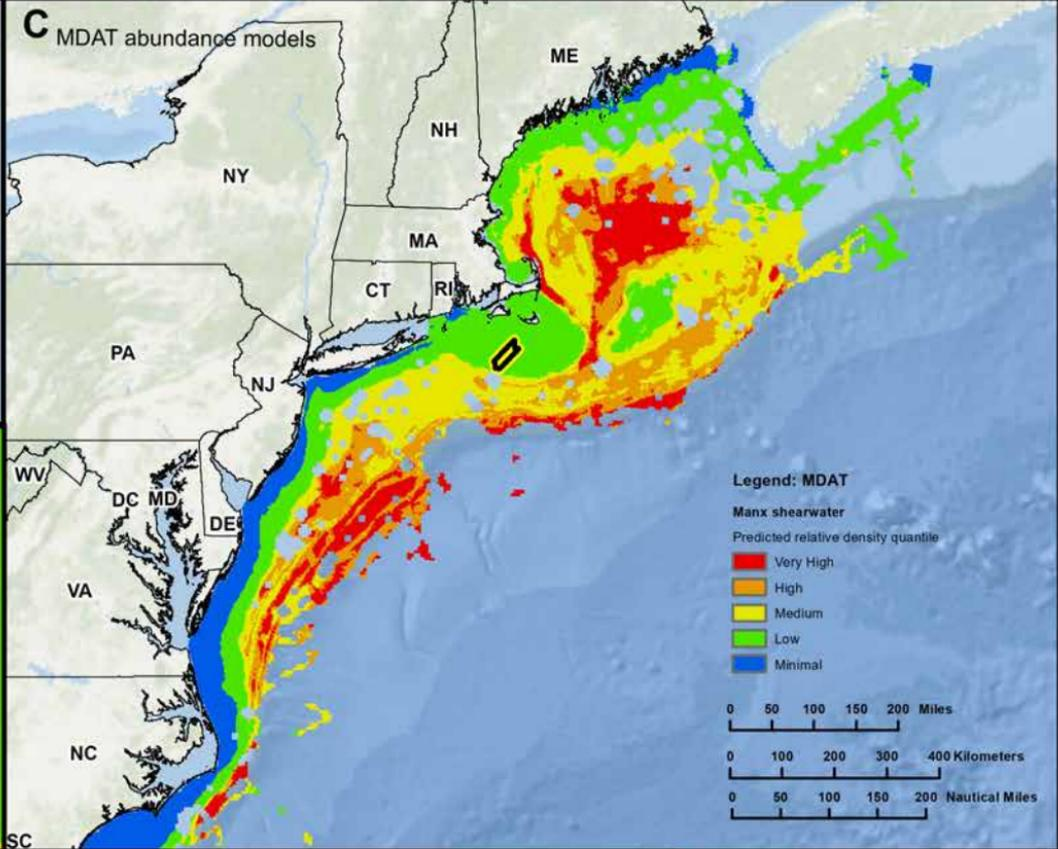 C MDAT abundance models
ME
NH
NY
MA
CT
RI
PA
NJ
WV
DC
MD
DE
VA
NC
SC
Legend: MDAT
Manx shearwater
Predicted relative density quantile
Very High
High
Medium
Low
Minimal
0 50 100 150 200 Miles
0 100 200 300 400 Kilometers
0 50 100 150 200 Nautical Miles